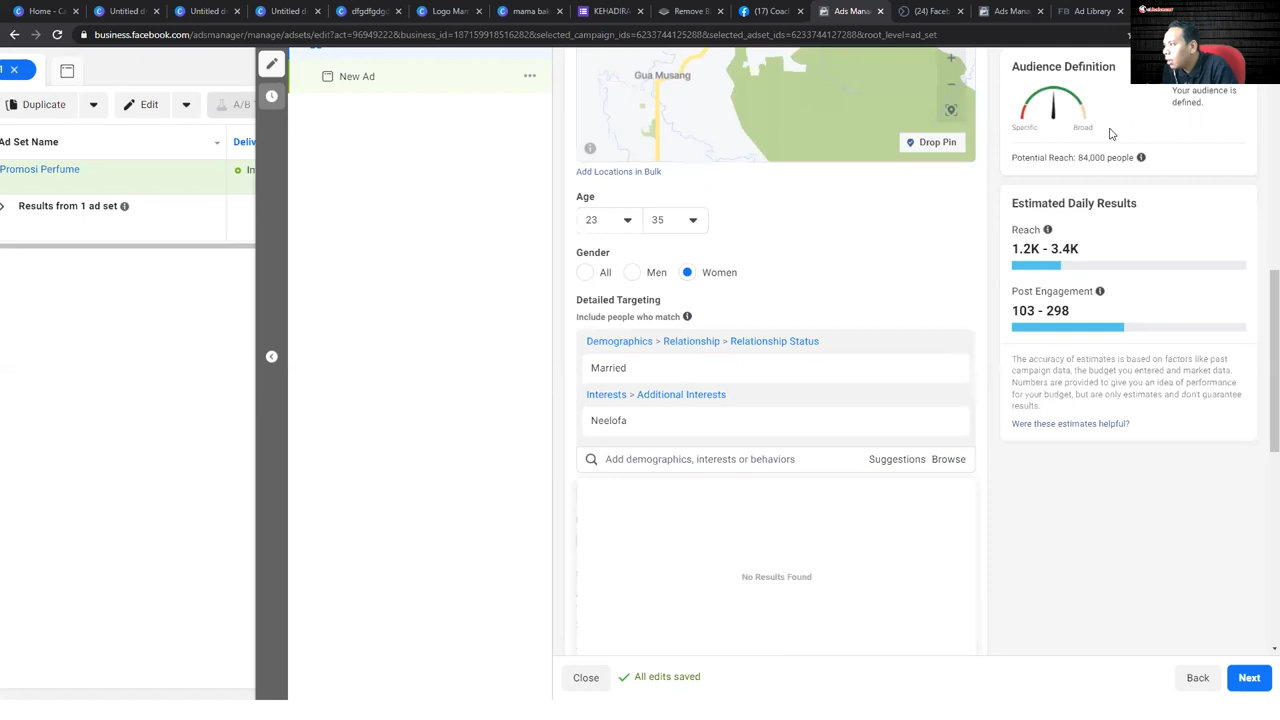 Home - Ca
Untitled d
Untitled d
Untitled d
dfgdfgdc
Logo Mar
mama bak
KEHADIRA
Remove B
(17) Coac
Ads Mana
(24) Faceb
Ads Mana
FB Ad Library
business.facebook.com/adsmanager/manage/adsets/edit?act=96949222&business_id=187161918516282&selected_campaign_ids=6233744125288&selected_adset_ids=6233744127288&root_level=ad_set
Duplicate
Edit
A/B
New Ad
Gua Musang
Drop Pin
Audience Definition
Specific
Broad
Your audience is
defined.
Potential Reach: 84,000 people
Ad Set Name
Deliv
Promosi Perfume
In
Results from 1 ad set
Add Locations in Bulk
Age
23
35
Gender
All
Men
Women
Detailed Targeting
Include people who match
Demographics > Relationship > Relationship Status
Married
Interests > Additional Interests
Neelofa
Add demographics, interests or behaviors
Suggestions
Browse
No Results Found
Estimated Daily Results
Reach
1.2K - 3.4K
Post Engagement
103 - 298
The accuracy of estimates is based on factors like past
campaign data, the budget you entered and market data.
Numbers are provided to give you an idea of performance
for your budget, but are only estimates and don't guarantee
results.
Were these estimates helpful?
Close
All edits saved
Back
Next